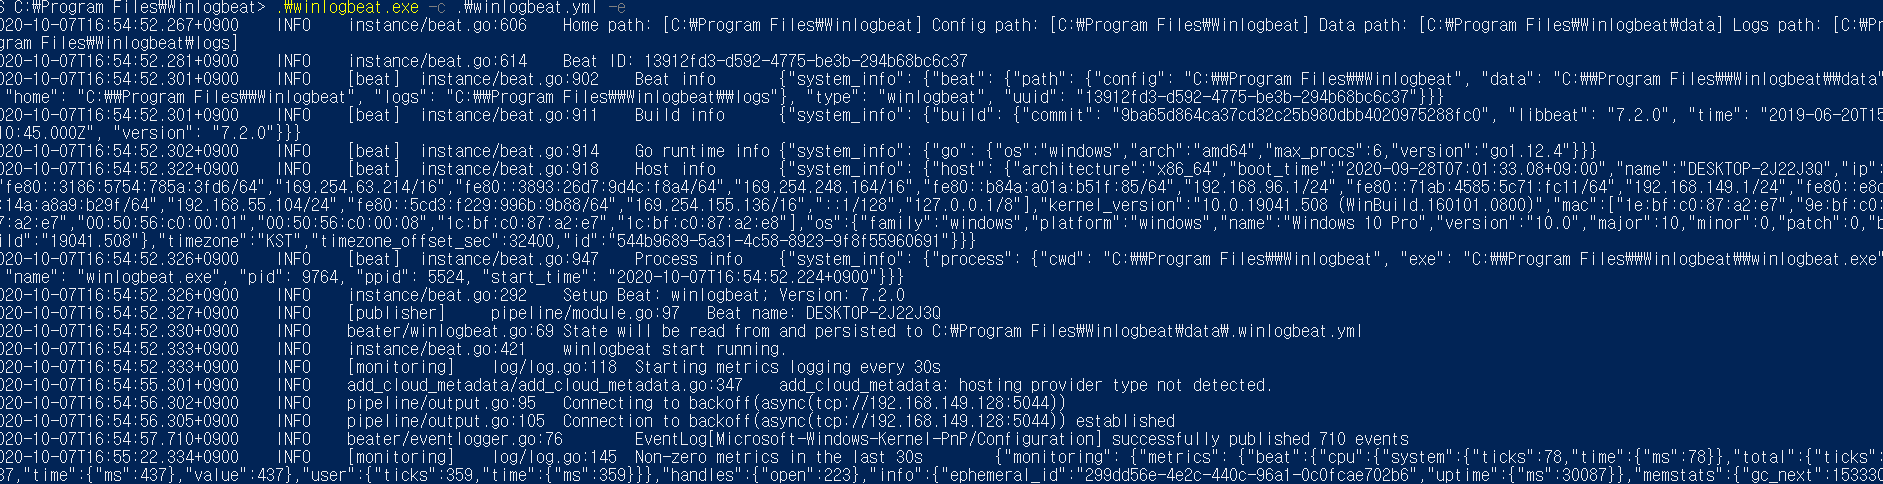 S C:₩Program Files₩Winlogbeat> .₩winlogbeat.exe -c .₩winlogbeat.yml -e
020-10-07T16:54:52.267+0900 INFO instance/beat.go:606 Home path: [C:₩Program Files₩Winlogbeat] Config path: [C:₩Program Files₩Winlogbeat] Data path: [C:₩Program Files₩Winlogbeat₩data] Logs path: [C:₩Pr
gram Files₩Winlogbeat₩logs]
020-10-07T16:54:52.281+0900 INFO instance/beat.go:614 Beat ID: 13912fd3-d592-4775-be3b-294b68bc6c37
020-10-07T16:54:52.301+0900 INFO [beat] instance/beat.go:902 Beat info {"system_info": {"beat": {"path": {"config": "C:₩₩Program Files₩₩Winlogbeat", "data": "C:₩₩Program Files₩₩Winlogbeat₩₩data"
"home": "C:₩₩Program Files₩₩Winlogbeat", "logs": "C:₩₩Program Files₩₩Winlogbeat₩₩logs"}, "type": "winlogbeat", "uuid": "13912fd3-d592-4775-be3b-294b68bc6c37"}}}
020-10-07T16:54:52.301+0900 INFO [beat] instance/beat.go:911 Build info {"system_info": {"build": {"commit": "9ba65d864ca37cd32c25b980dbb4020975288fc0", "libbeat": "7.2.0", "time": "2019-06-20T15
10:45.000Z", "version": "7.2.0"}}}
020-10-07T16:54:52.302+0900 INFO [beat] instance/beat.go:914 Go runtime info {"system_info": {"go": {"os":"windows","arch":"amd64","max_procs":6,"version":"go1.12.4"}}}
020-10-07T16:54:52.322+0900 INFO [beat] instance/beat.go:918 Host info {"system_info": {"host": {"architecture":"x86_64","boot_time":"2020-09-28T07:01:33.08+09:00","name":"DESKTOP-2J22J3Q","ip":
"fe80::3186:5754:785a:3fd6/64","169.254.63.214/16","fe80::3893:26d7:9d4c:f8a4/64","169.254.248.164/16","fe80::b84a:a01a:b51f:85/64","192.168.96.1/24","fe80::71ab:4585:5c71:fc11/64","192.168.149.1/24","fe80::e8d
:14a:a8a9:b29f/64","192.168.55.104/24","fe80::5cd3:f229:996b:9b88/64","169.254.155.136/16","::1/128","127.0.0.1/8"],"kernel_version":"10.0.19041.508 (WinBuild.160101.0800)","mac":["1e:bf:c0:87:a2:e7","9e:bf:c0:
7:a2:e7","00:50:56:c0:00:01","00:50:56:c0:00:08","1c:bf:c0:87:a2:e7","1c:bf:c0:87:a2:e8"],"os":{"family":"windows","platform":"windows","name":"Windows 10 Pro","version":"10.0","major":10,"minor":0,"patch":0,"b
ild":"19041.508"},"timezone":"KST","timezone_offset_sec":32400,"id":"544b9689-5a31-4c58-8923-9f8f55960691"}}}
020-10-07T16:54:52.326+0900 INFO [beat] instance/beat.go:947 Process info {"system_info": {"process": {"cwd": "C:₩₩Program Files₩₩Winlogbeat", "exe": "C:₩₩Program Files₩₩Winlogbeat₩₩winlogbeat.exe"
"name": "winlogbeat.exe", "pid": 9764, "ppid": 5524, "start_time": "2020-10-07T16:54:52.224+0900"}}}
020-10-07T16:54:52.326+0900 INFO instance/beat.go:292 Setup Beat: winlogbeat; Version: 7.2.0
020-10-07T16:54:52.327+0900 INFO [publisher] pipeline/module.go:97 Beat name: DESKTOP-2J22J3Q
020-10-07T16:54:52.330+0900 INFO beater/winlogbeat.go:69 State will be read from and persisted to C:₩Program Files₩Winlogbeat₩data₩.winlogbeat.yml
020-10-07T16:54:52.333+0900 INFO instance/beat.go:421 winlogbeat start running.
020-10-07T16:54:52.333+0900 INFO [monitoring] log/log.go:118 Starting metrics logging every 30s
020-10-07T16:54:55.301+0900 INFO add_cloud_metadata/add_cloud_metadata.go:347 add_cloud_metadata: hosting provider type not detected.
020-10-07T16:54:56.302+0900 INFO pipeline/output.go:95 Connecting to backoff(async(tcp://192.168.149.128:5044))
020-10-07T16:54:56.305+0900 INFO pipeline/output.go:105 Connection to backoff(async(tcp://192.168.149.128:5044)) established
020-10-07T16:54:57.710+0900 INFO beater/eventlogger.go:76 EventLog[Microsoft-Windows-Kernel-PnP/Configuration] successfully published 710 events
020-10-07T16:55:22.334+0900 INFO [monitoring] log/log.go:145 Non-zero metrics in the last 30s {"monitoring": {"metrics": {"beat":{"cpu":{"system":{"ticks":78,"time":{"ms":78}},"total":{"ticks":
37,"time":{"ms":437},"value":437},"user":{"ticks":359,"time":{"ms":359}}},"handles":{"open":223},"info":{"ephemeral_id":"299dd56e-4e2c-440c-96a1-0c0fcae702b6","uptime":{"ms":30087}},"memstats":{"gc_next":153330